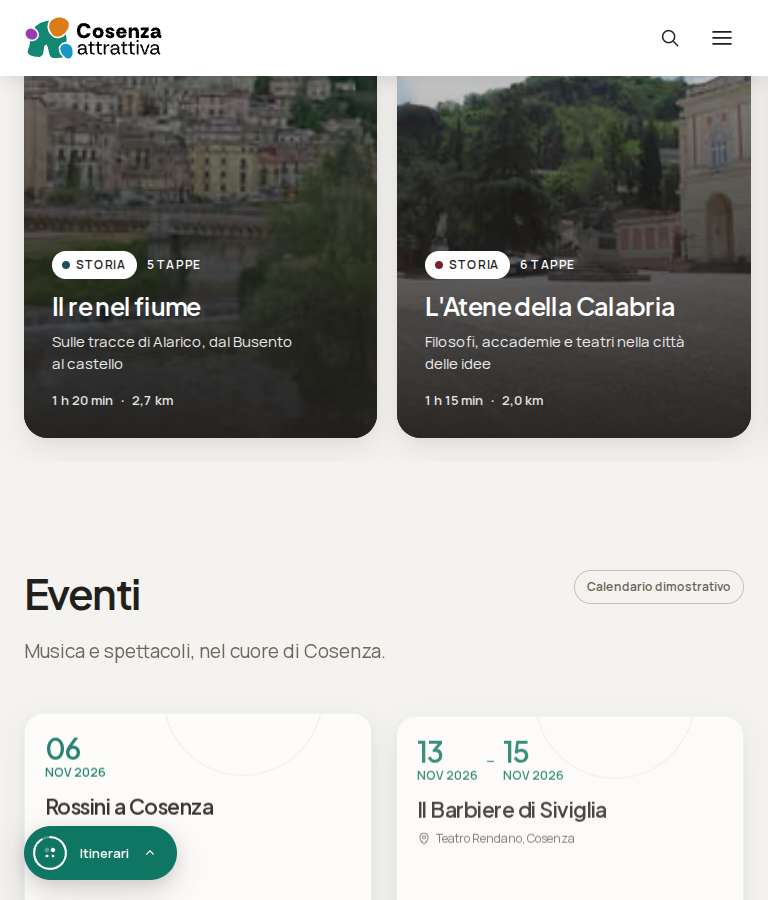 Cosenza
attrattiva
STORIA 5 TAPPE
Il re nel fiume
Sulle tracce di Alarico, dal Busento
al castello
1 h 20 min · 2,7 km
STORIA 6 TAPPE
L'Atene della Calabria
Filosofi, accademie e teatri nella città
delle idee
1 h 15 min · 2,0 km
Eventi
Calendario dimostrativo
Musica e spettacoli, nel cuore di Cosenza.
06
NOV 2026
Rossini a Cosenza
13 – 15
NOV 2026 NOV 2026
Il Barbiere di Siviglia
Teatro Rendano, Cosenza
Itinerari